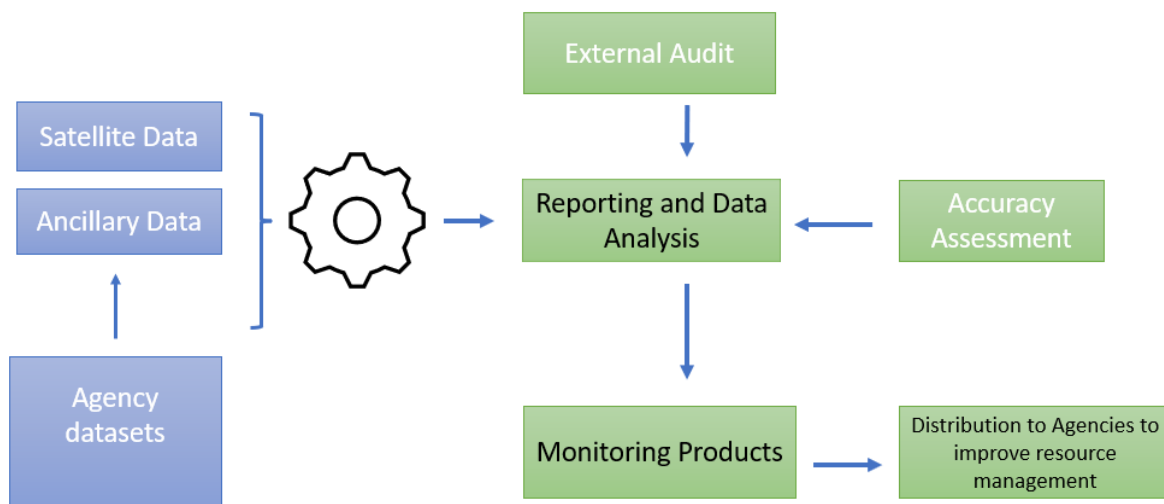 External Audit
Satellite Data
Ancillary Data
Reporting and Data
Analysis
Accuracy
Assessment
Agency
datasets
Monitoring Products
Distribution to Agencies to
improve resource
management